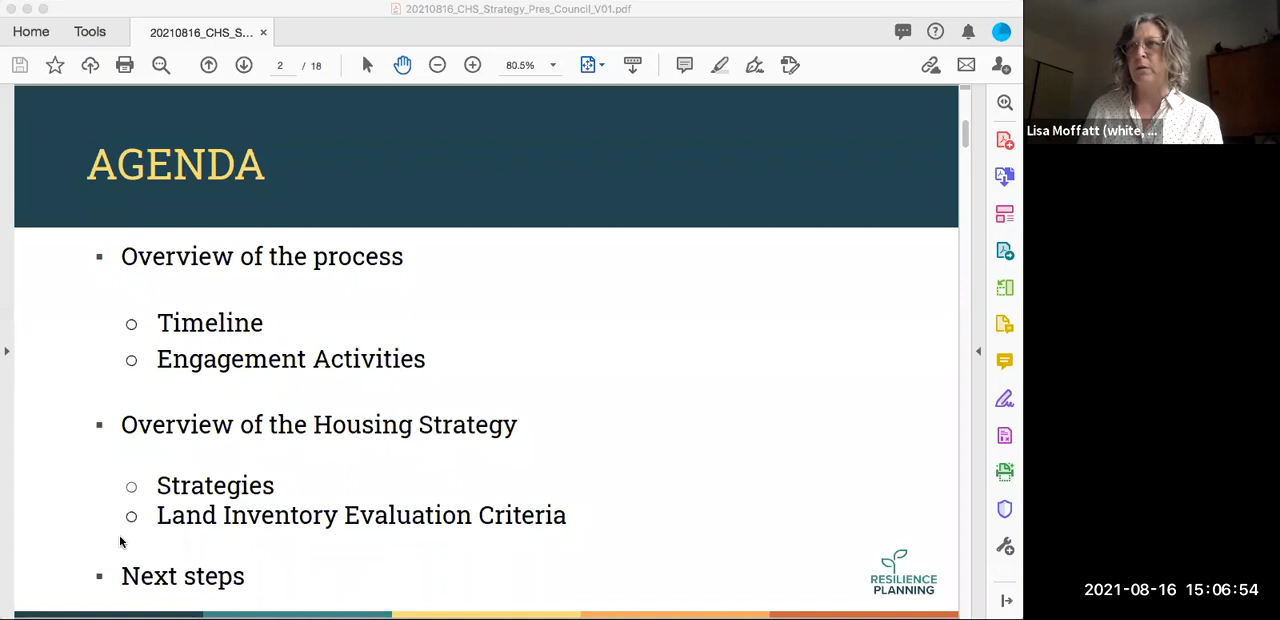 20210816_CHS_Strategy_Pres_Council_V01.pdf
Home
Tools
20210816_CHS_S... ×
2 / 18
80.5%
Lisa Moffatt (white, ...
AGENDA
▪ Overview of the process
○ Timeline
○ Engagement Activities
▪ Overview of the Housing Strategy
○ Strategies
○ Land Inventory Evaluation Criteria
▪ Next steps
RESILIENCE
PLANNING
2021-08-16 15:06:54